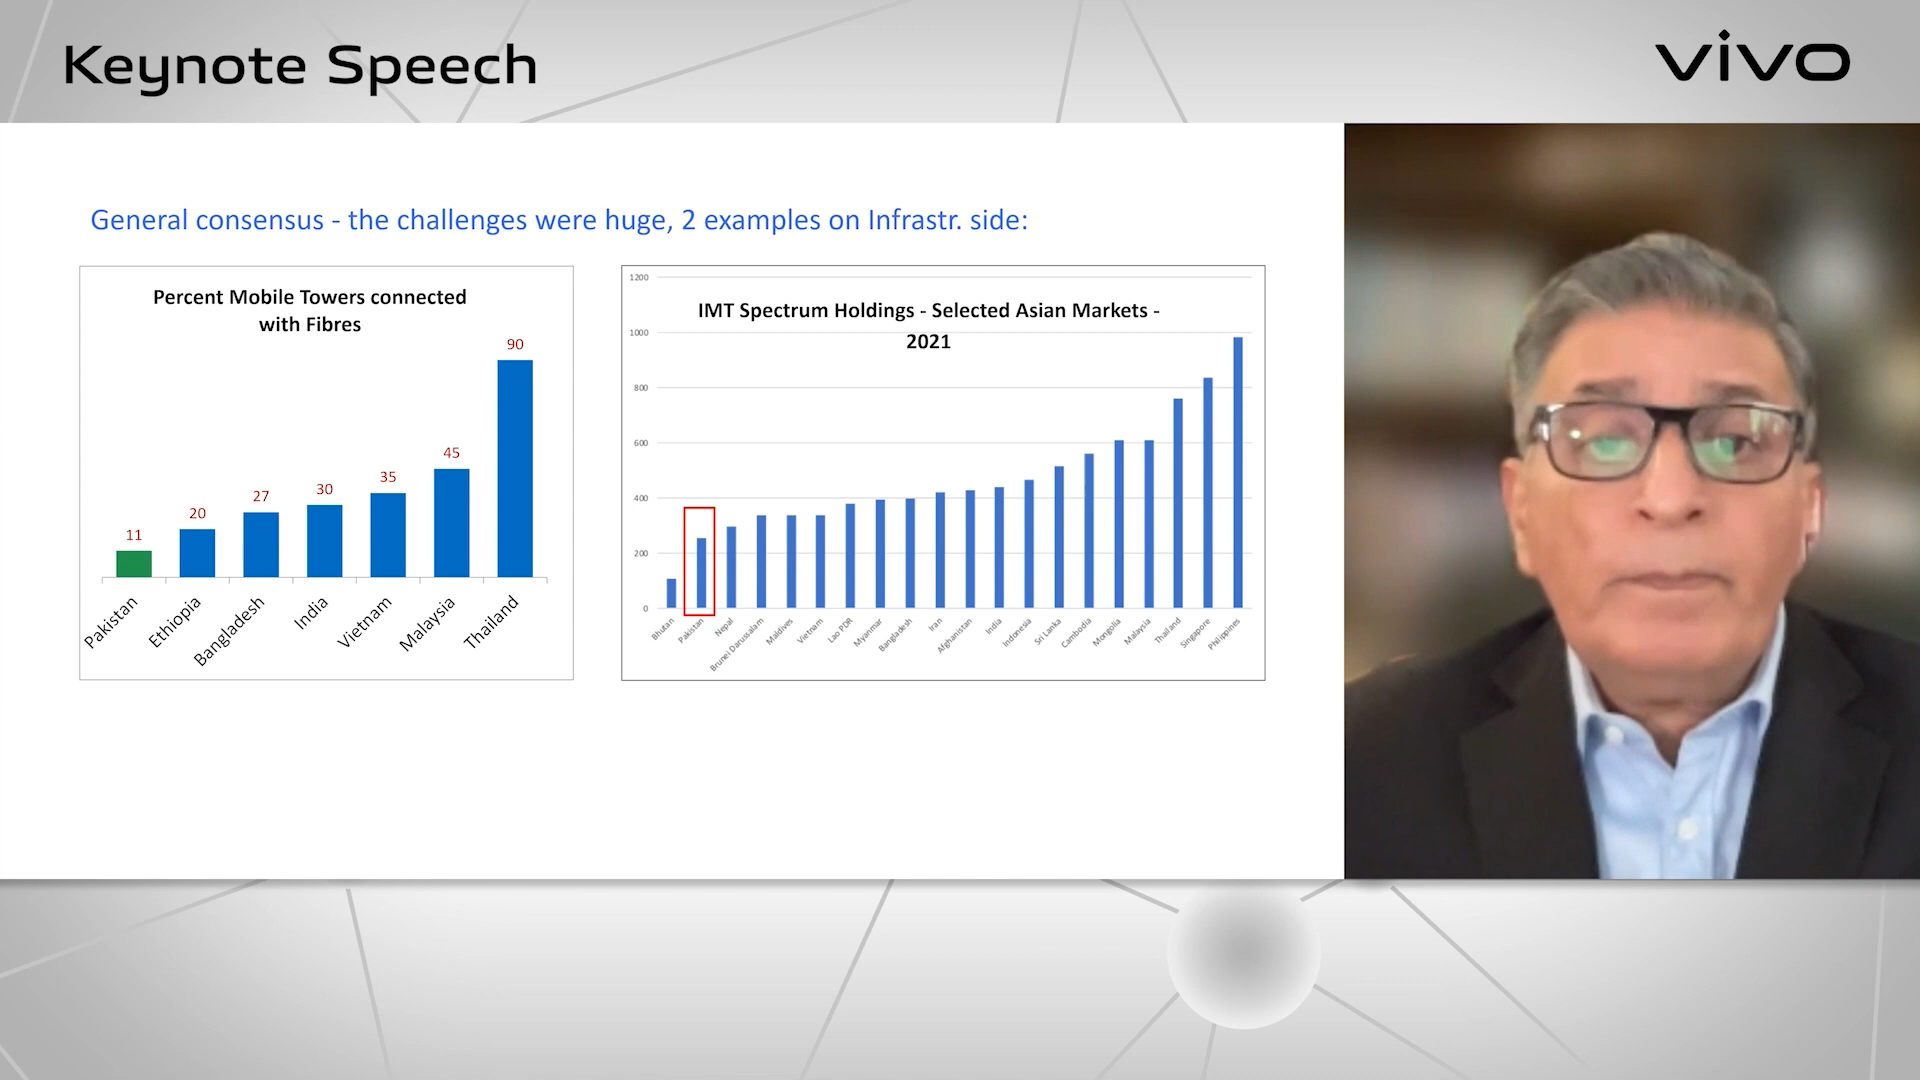 Keynote Speech
vivo
General consensus - the challenges were huge, 2 examples on Infrastr. side:
Percent Mobile Towers connected
with Fibres
90
45
35
30
27
20
11
Pakistan
Ethiopia
Bangladesh
India
Vietnam
Malaysia
Thailand
IMT Spectrum Holdings - Selected Asian Markets -
2021
1200
1000
800
600
400
200
0
Bhutan
Pakistan
Nepal
Brunei Darussalam
Maldives
Vietnam
Lao PDR
Myanmar
Bangladesh
Iran
Afghanistan
India
Indonesia
Sri Lanka
Cambodia
Mongolia
Malaysia
Thailand
Singapore
Philippines